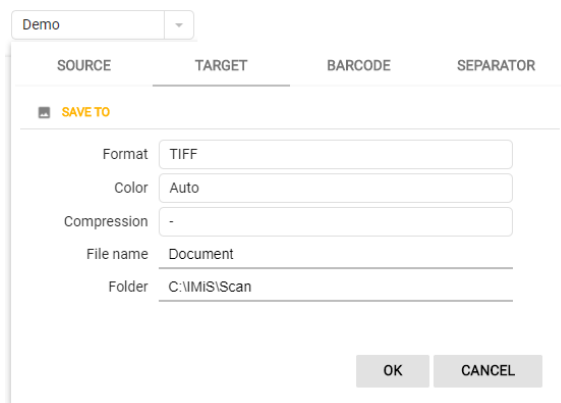 Demo
SOURCE TARGET BARCODE SEPARATOR
SAVE TO
Format TIFF
Color Auto
Compression -
File name Document
Folder C:\IMiS\Scan
OK CANCEL